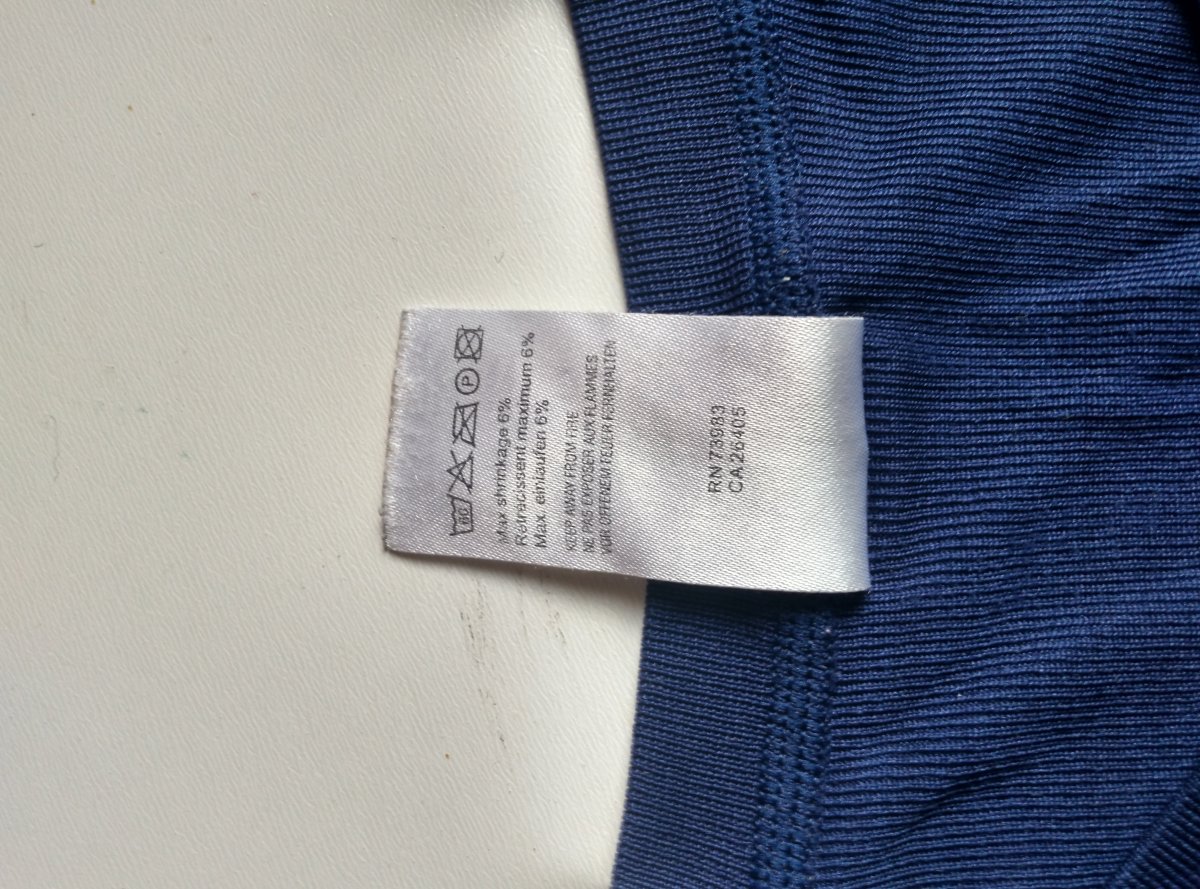 Max shrinkage 6%
Rétrécissent maximum 6%
Max. einlaufen 6%
KEEP AWAY FROM FIRE
NE PAS EXPOSER AUX FLAMMES
VOR OFFENEM FEUER FERNHALTEN
RN 73983
CA 26405